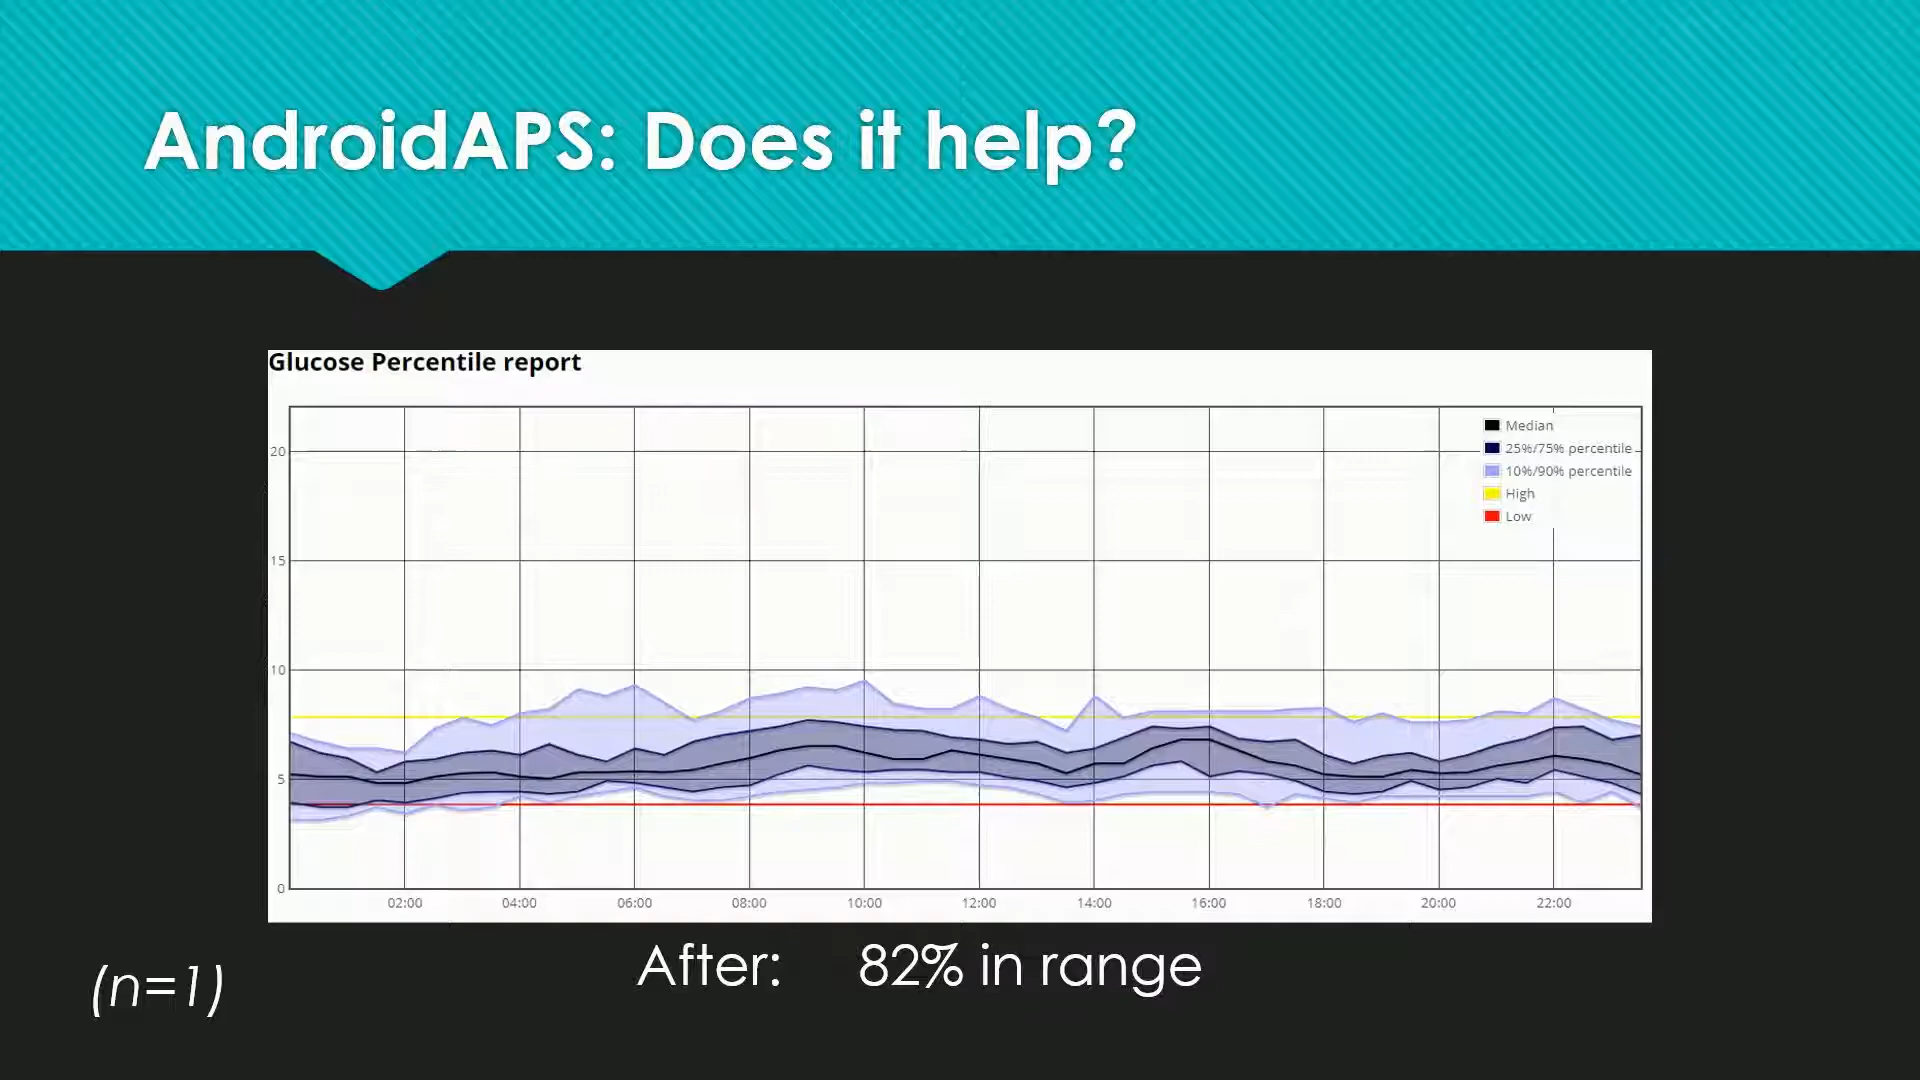 AndroidAPS: Does it help?
Glucose Percentile report
Median
25%/75% percentile
10%/90% percentile
High
Low
20
15
10
5
0
02:00 04:00 06:00 08:00 10:00 12:00 14:00 16:00 18:00 20:00 22:00
After: 82% in range
(n=1)